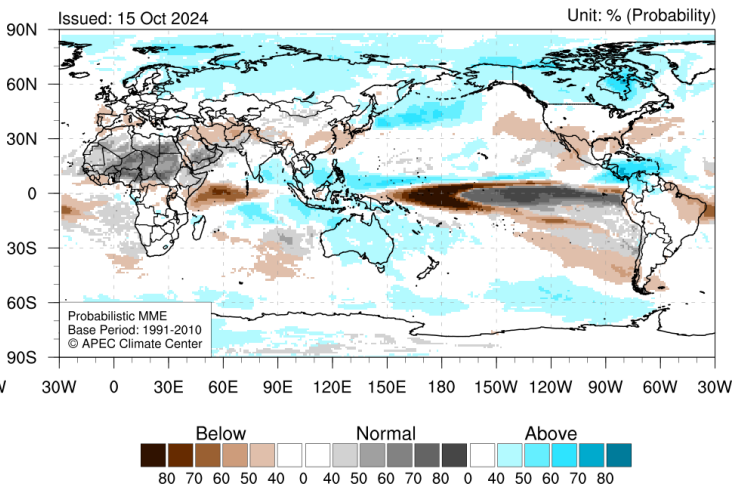 Issued: 15 Oct 2024
Unit: % (Probability)
90N
60N
30N
0
30S
60S
90S
Probabilistic MME
Base Period: 1991-2010
© APEC Climate Center
W 30W 0 30E 60E 90E 120E 150E 180 150W 120W 90W 60W 30W
Below Normal Above
80 70 60 50 40 0 40 50 60 70 80 0 40 50 60 70 80